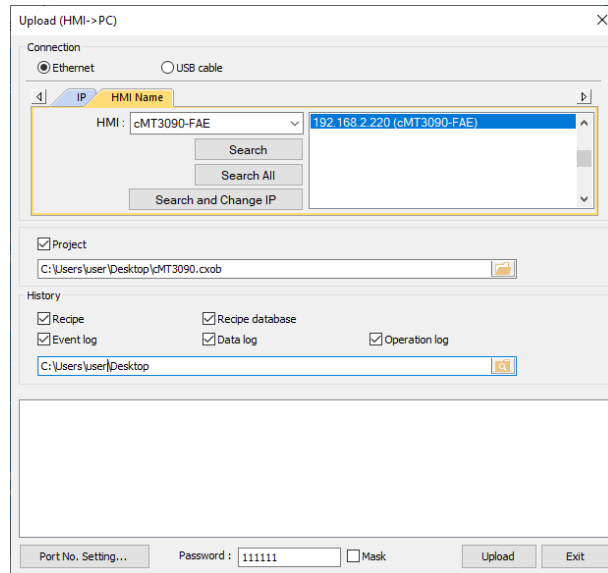 Upload (HMI->PC)
Connection
Ethernet USB cable
IP HMI Name
HMI : cMT3090-FAE 192.168.2.220 (cMT3090-FAE)
Search
Search All
Search and Change IP
Project
C:\Users\user\Desktop\cMT3090.cxob
History
Recipe Recipe database
Event log Data log Operation log
C:\Users\user\Desktop
Port No. Setting... Password : 111111 Mask Upload Exit